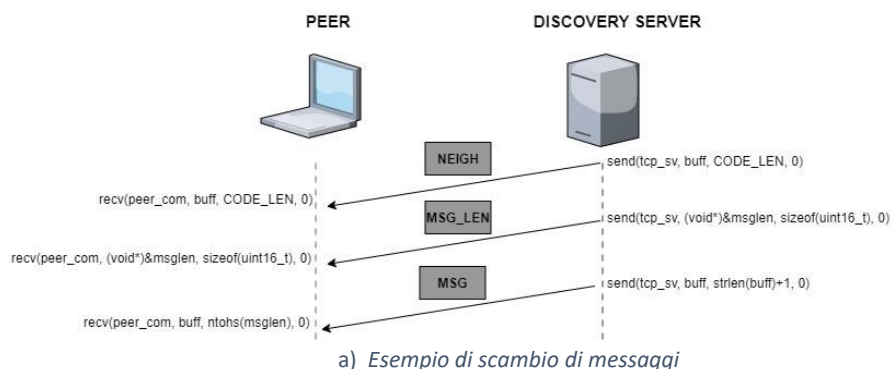 PEER
DISCOVERY SERVER
NEIGH
send(tcp_sv, buff, CODE_LEN, 0)
recv(peer_com, buff, CODE_LEN, 0)
MSG_LEN
send(tcp_sv, (void*)&msglen, sizeof(uint16_t), 0)
recv(peer_com, (void*)&msglen, sizeof(uint16_t), 0)
MSG
send(tcp_sv, buff, strlen(buff)+1, 0)
recv(peer_com, buff, ntohs(msglen), 0)
a) Esempio di scambio di messaggi